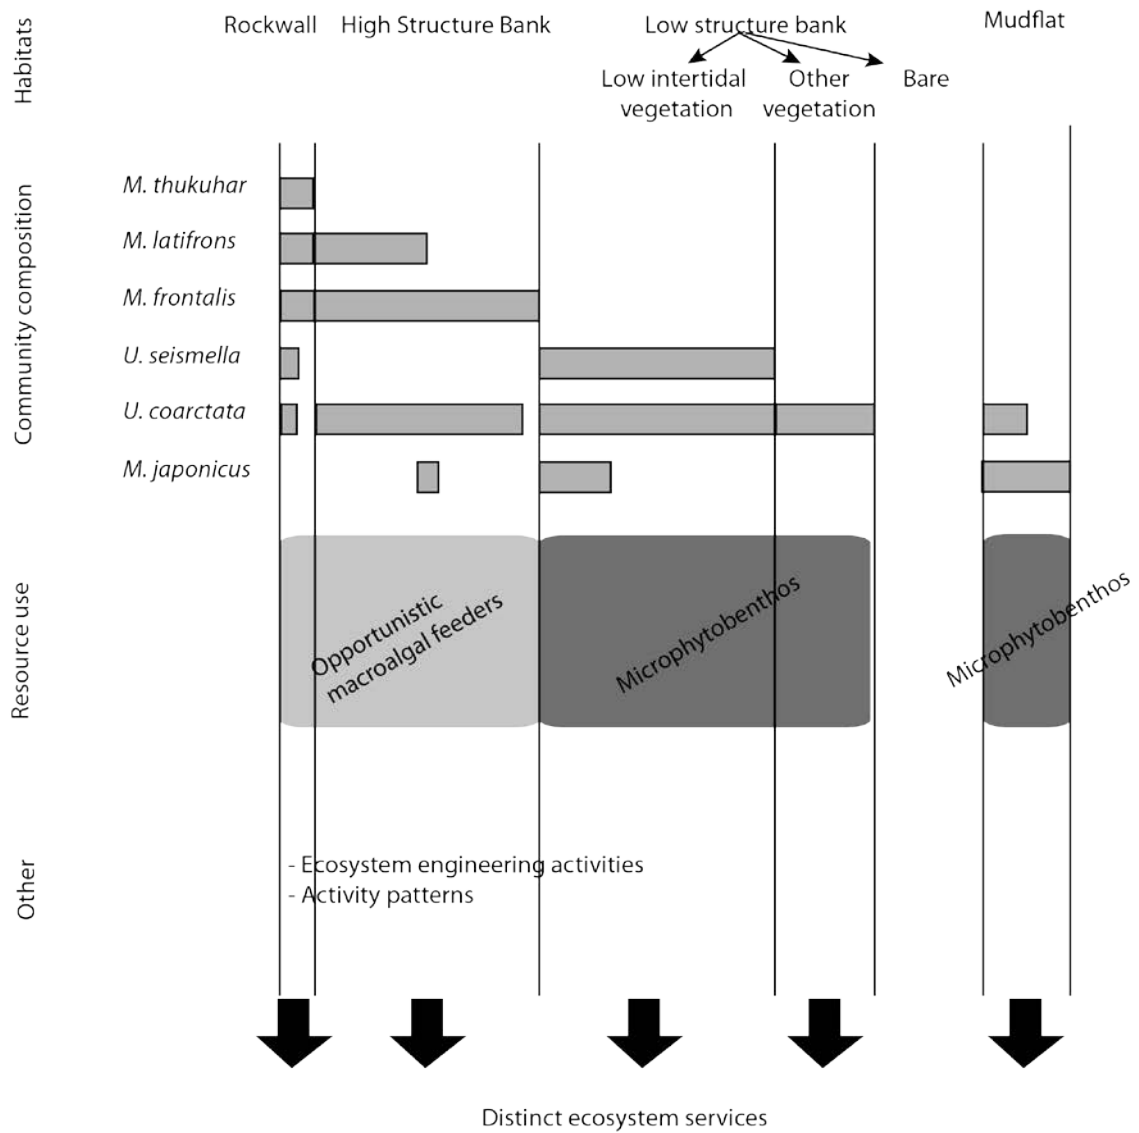 Habitats
Rockwall
High Structure Bank
Low structure bank
Mudflat
Low intertidal
vegetation
Other
vegetation
Bare
Community composition
M. thukuhar
M. latifrons
M. frontalis
U. seismella
U. coarctata
M. japonicus
Resource use
Opportunistic
macroalgal feeders
Microphytobenthos
Microphytobenthos
Other
- Ecosystem engineering activities
- Activity patterns
Distinct ecosystem services